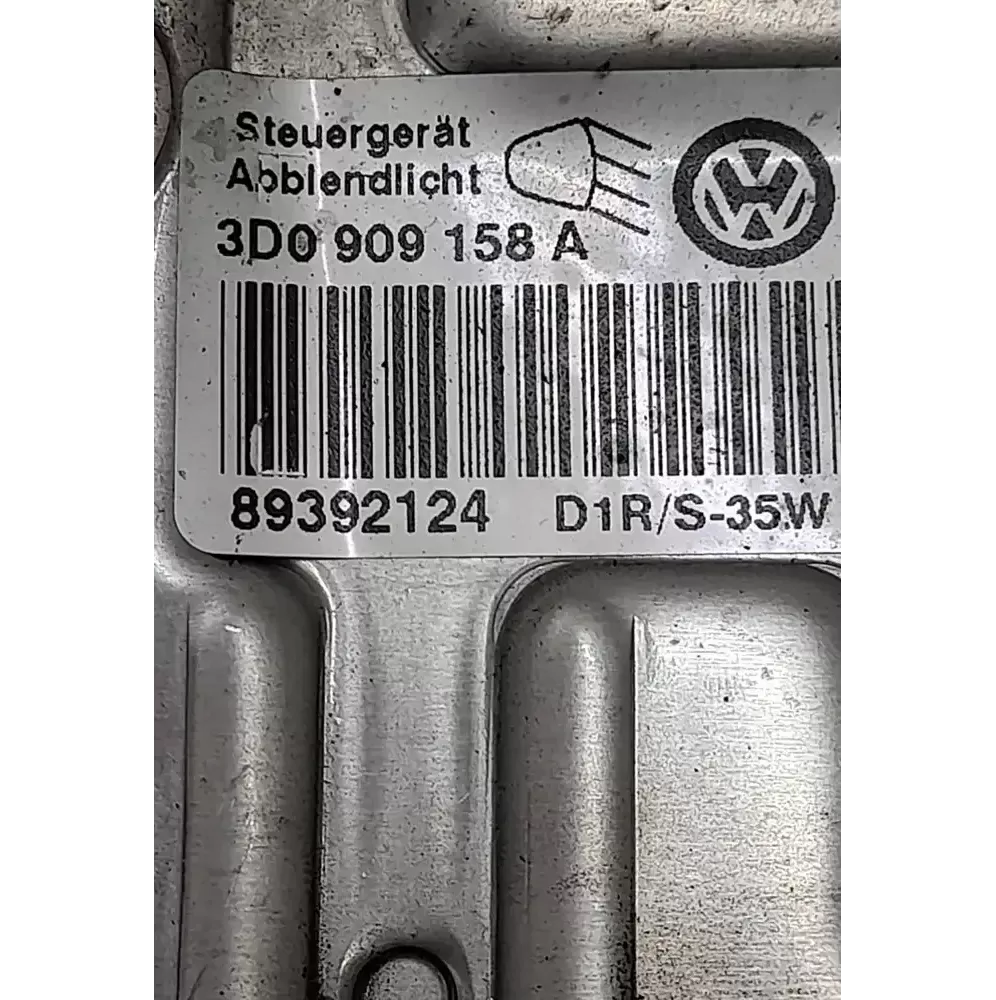 Steuergerät
Abblendlicht
3D0 909 158 A
89392124 D1R/S-35W